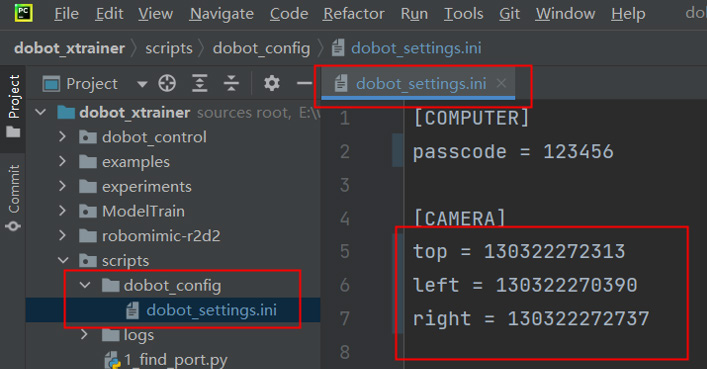 PC File Edit View Navigate Code Refactor Run Tools Git Window Help do
dobot_xtrainer scripts dobot_config dobot_settings.ini
Project
Commit
Project
dobot_xtrainer sources root, E:\
dobot_control
examples
experiments
ModelTrain
robomimic-r2d2
scripts
dobot_config
dobot_settings.ini
logs
1_find_port.py
dobot_settings.ini
1 [COMPUTER]
2 passcode = 123456
3
4 [CAMERA]
5 top = 130322272313
6 left = 130322270390
7 right = 130322272737
8